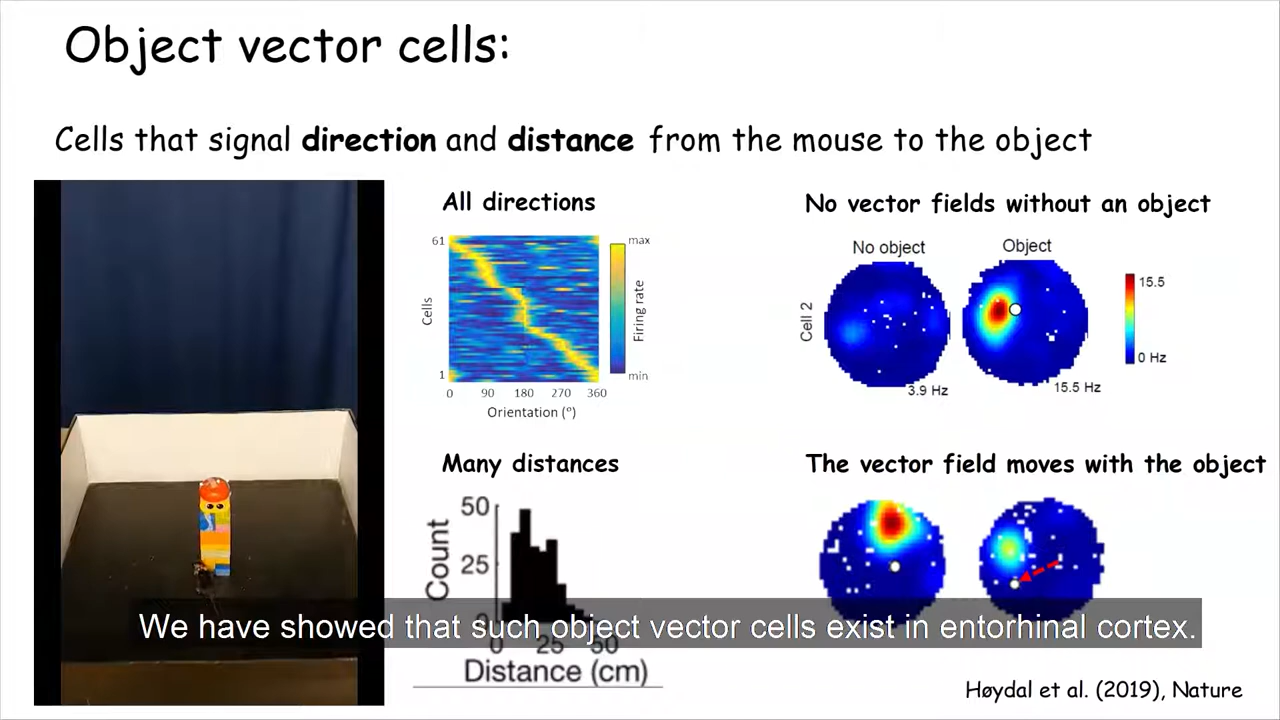 Object vector cells:
Cells that signal direction and distance from the mouse to the object
All directions
61
Cells
1
0 90 180 270 360
Orientation (°)
max
Firing rate
min
No vector fields without an object
No object
Object
Cell 2
3.9 Hz
15.5 Hz
15.5
0 Hz
Many distances
50
25
0
Count
0 25 50
Distance (cm)
The vector field moves with the object
We have showed that such object vector cells exist in entorhinal cortex.
Høydal et al. (2019), Nature